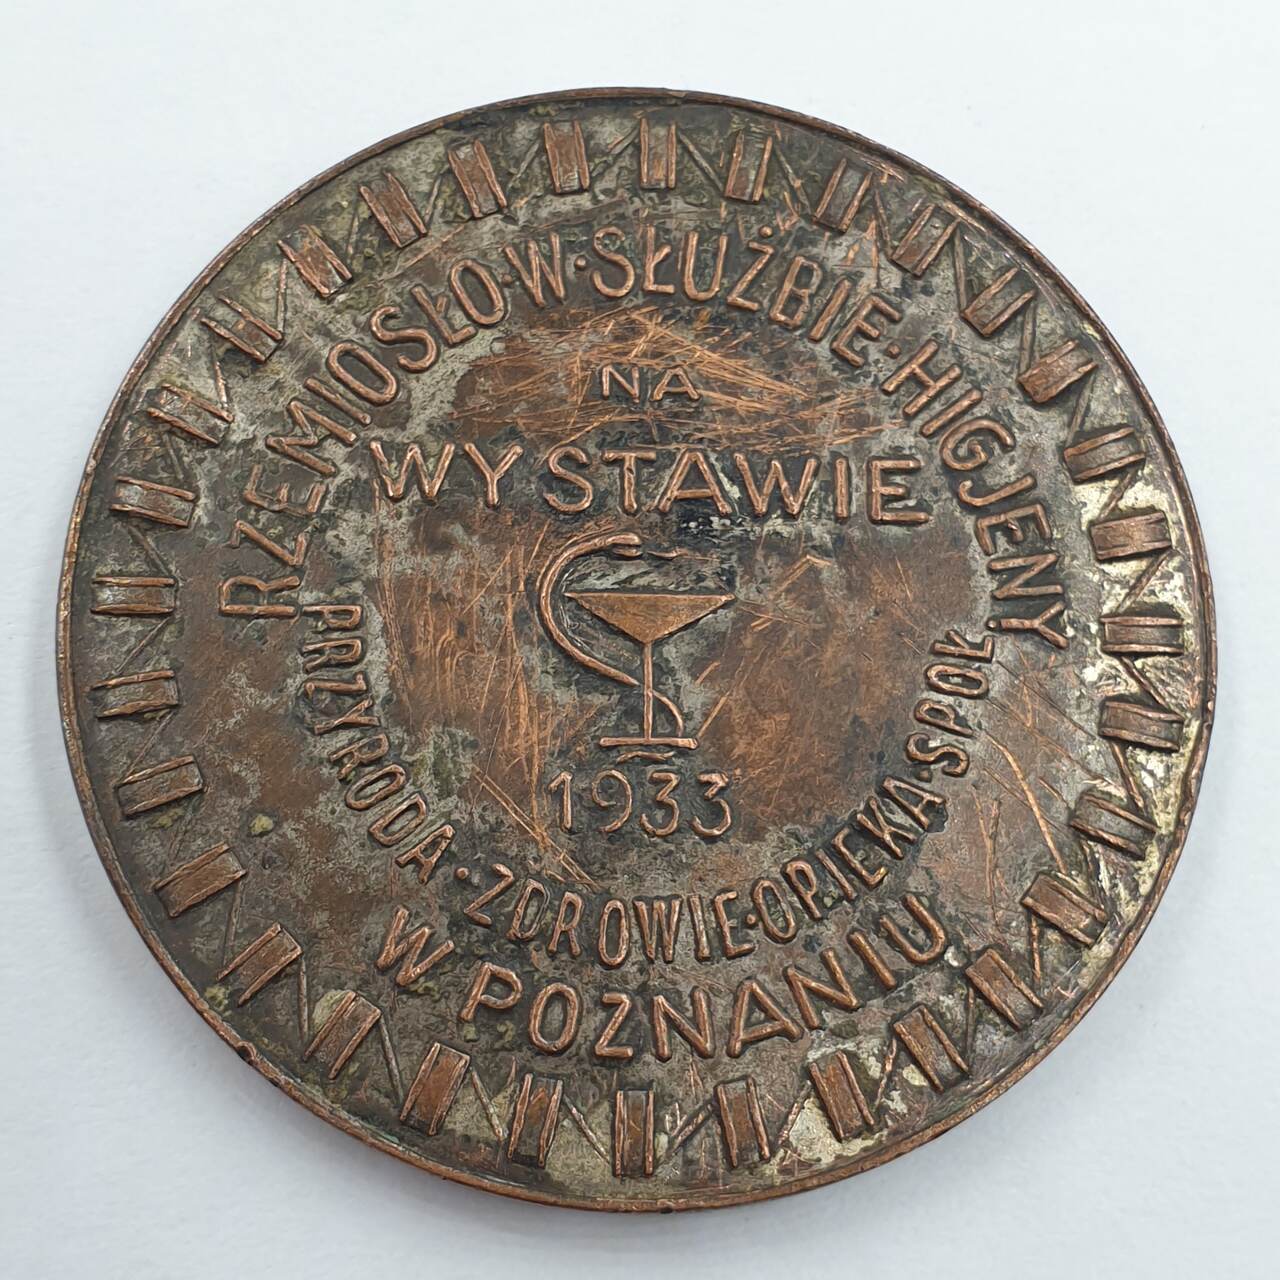 RZEMIOSŁO·W·SŁUŻBIE·HIGJENY
NA
WYSTAWIE
1933
PRZYRODA·ZDROWIE·OPIEKA·SPOŁ
W POZNANIU